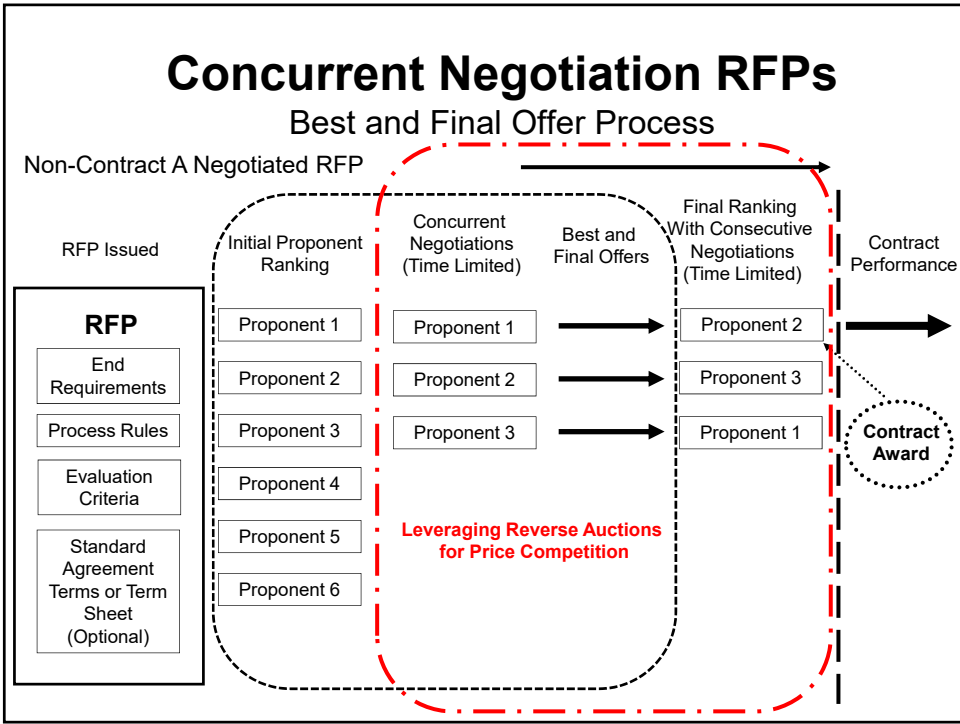 Concurrent Negotiation RFPs
Best and Final Offer Process
Non-Contract A Negotiated RFP
RFP Issued
Initial Proponent
Ranking
Concurrent
Negotiations
(Time Limited)
Best and
Final Offers
Final Ranking
With Consecutive
Negotiations
(Time Limited)
Contract
Performance
RFP
End
Requirements
Process Rules
Evaluation
Criteria
Standard
Agreement
Terms or Term
Sheet
(Optional)
Proponent 1
Proponent 2
Proponent 3
Proponent 4
Proponent 5
Proponent 6
Proponent 1
Proponent 2
Proponent 3
Leveraging Reverse Auctions
for Price Competition
Proponent 2
Proponent 3
Proponent 1
Contract
Award